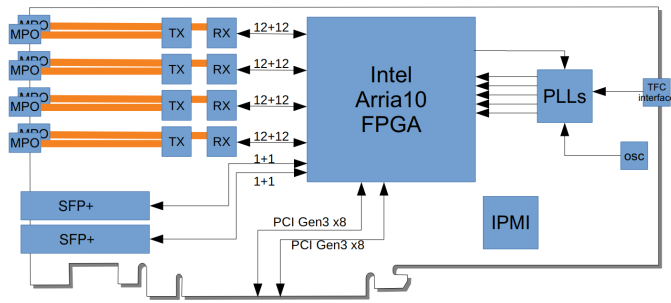 MPO
MPO
TX
RX
12+12
MPO
MPO
TX
RX
12+12
MPO
MPO
TX
RX
12+12
MPO
MPO
TX
RX
12+12
1+1
1+1
Intel
Arria10
FPGA
PLLs
TFC
interface
osc
SFP+
SFP+
IPMI
PCI Gen3 x8
PCI Gen3 x8